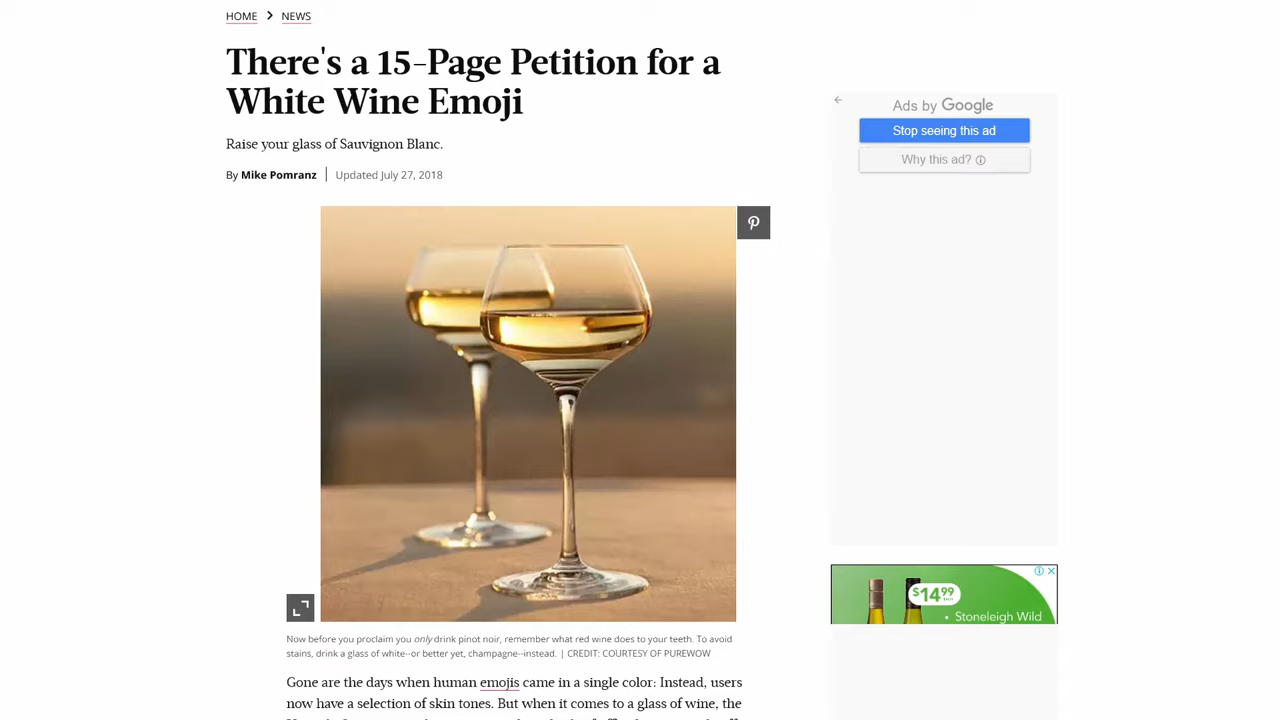 HOME > NEWS
There's a 15-Page Petition for a
White Wine Emoji
Raise your glass of Sauvignon Blanc.
By Mike Pomranz | Updated July 27, 2018
Ads by Google
Stop seeing this ad
Why this ad?
$14.99
• Stoneleigh Wild
Now before you proclaim you only drink pinot noir, remember what red wine does to your teeth. To avoid
stains, drink a glass of white--or better yet, champagne--instead. | CREDIT: COURTESY OF PUREWOW
Gone are the days when human emojis came in a single color: Instead, users
now have a selection of skin tones. But when it comes to a glass of wine, the